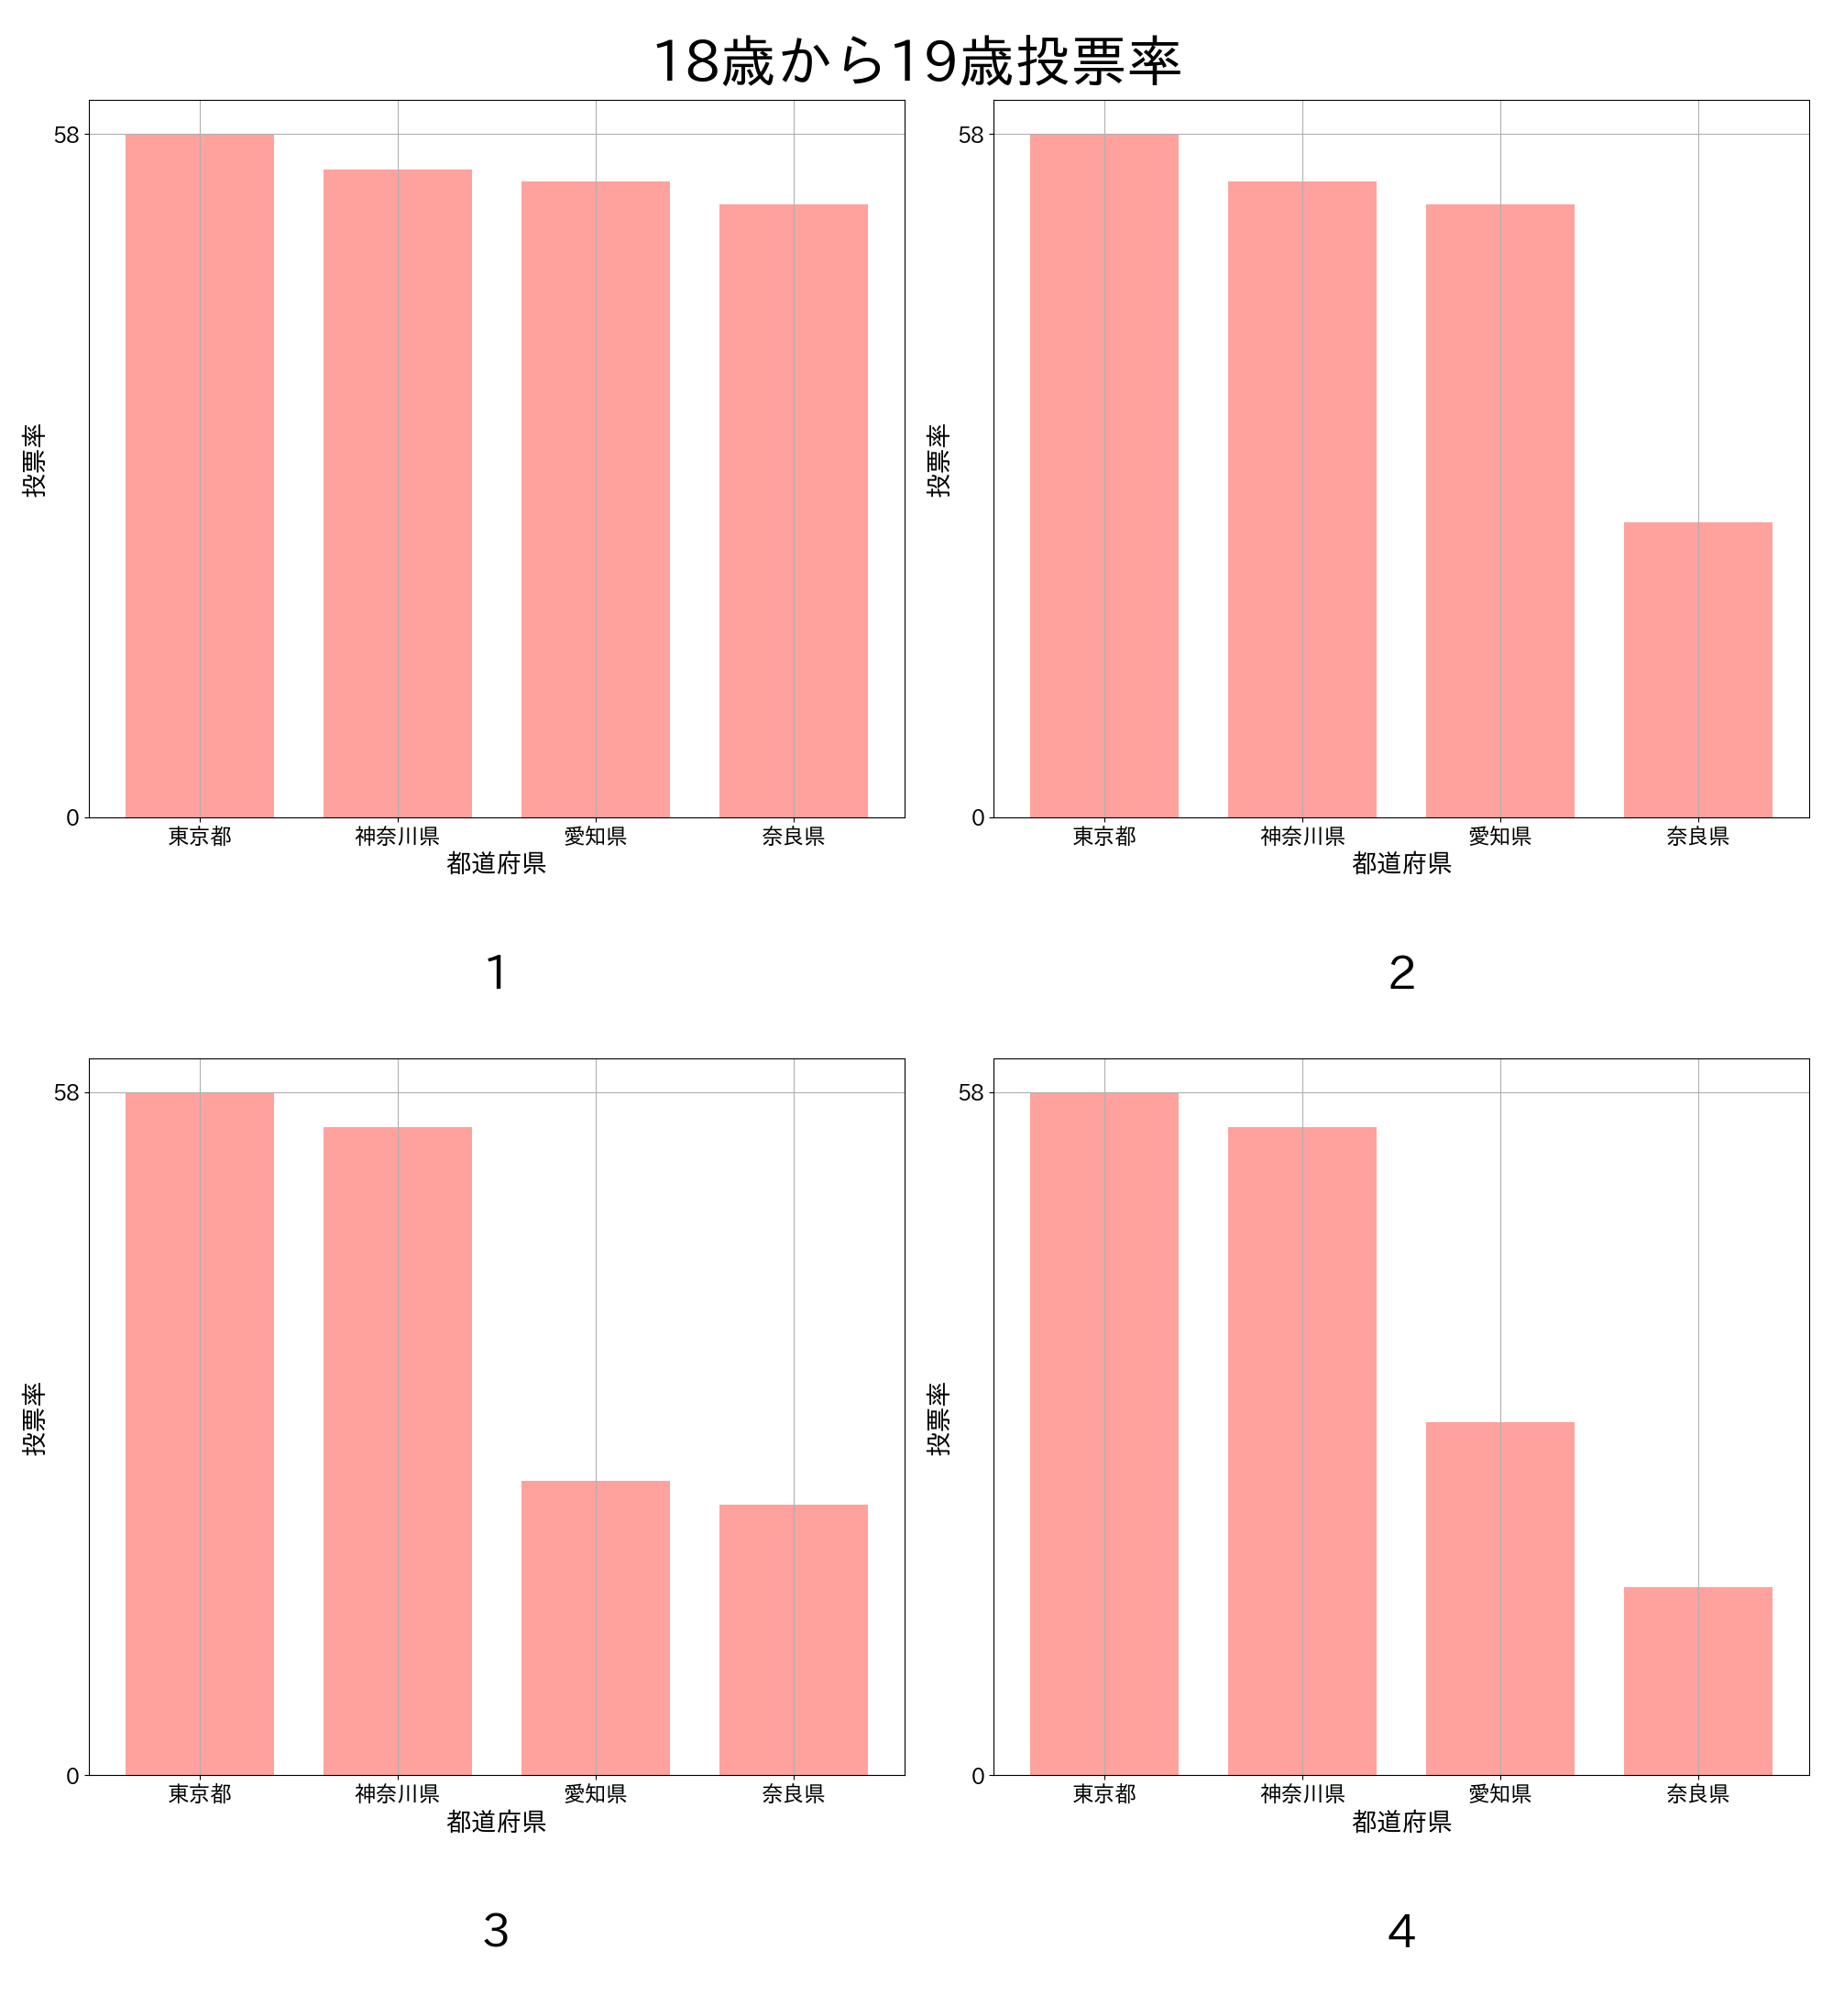 18歳から19歳投票率
58
0
投票率
東京都 神奈川県 愛知県 奈良県
都道府県
1
58
0
投票率
東京都 神奈川県 愛知県 奈良県
都道府県
2
58
0
投票率
東京都 神奈川県 愛知県 奈良県
都道府県
3
58
0
投票率
東京都 神奈川県 愛知県 奈良県
都道府県
4